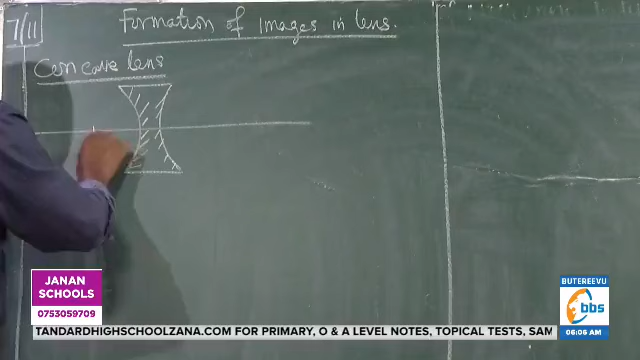 7/11
Formation of Images in lens.
Concave lens
JANAN
SCHOOLS
0753059709
BUTEREEVU
bbs
06:06 AM
TANDARDHIGHSCHOOLZANA.COM FOR PRIMARY, O & A LEVEL NOTES, TOPICAL TESTS, SAM